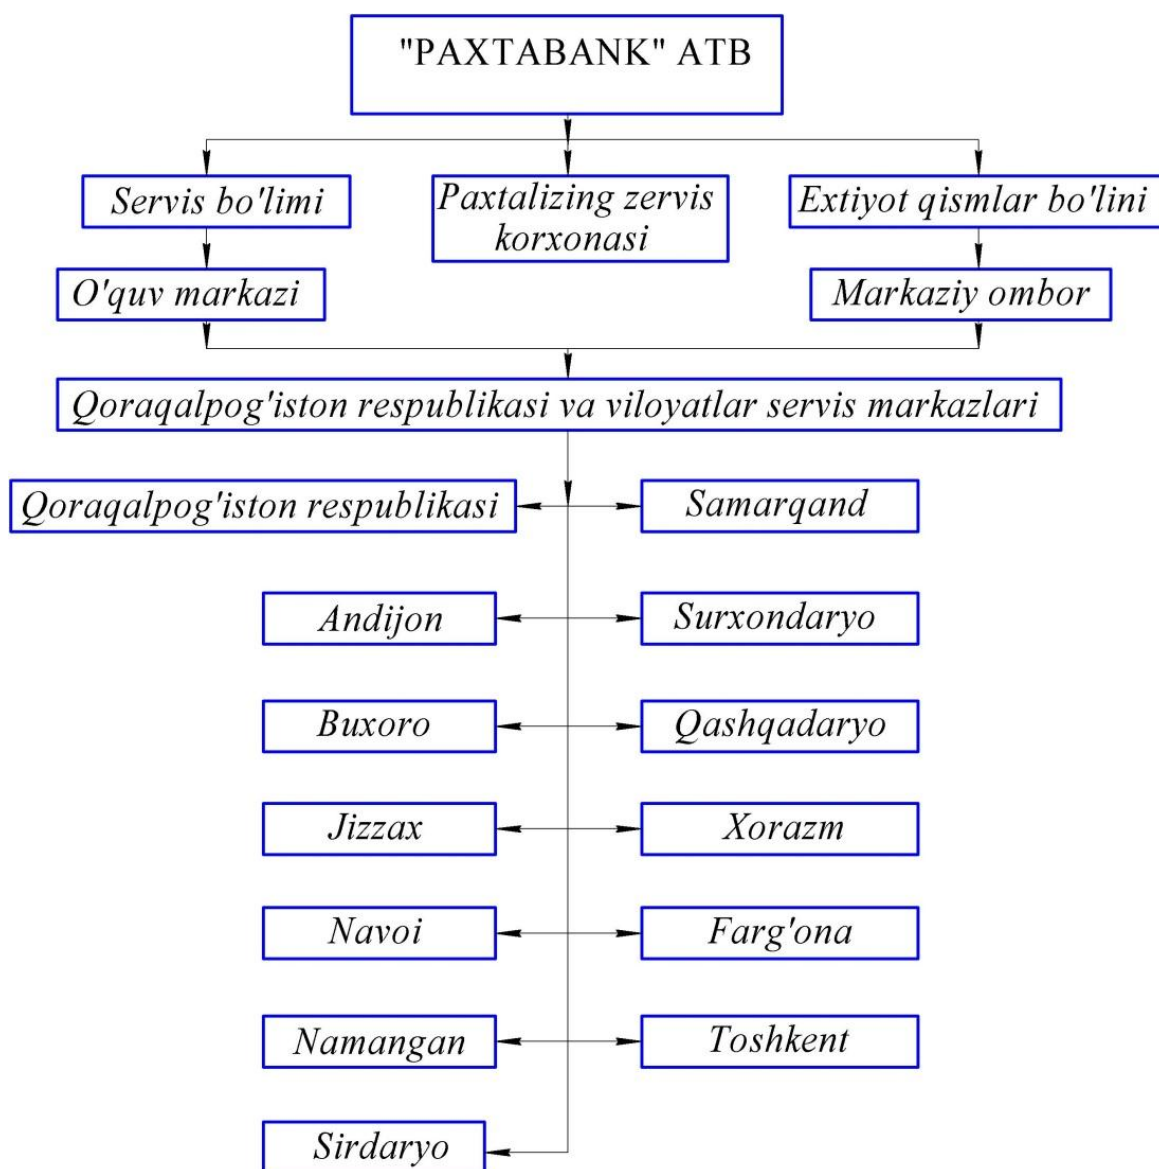 "PAXTABANK" ATB
Servis bo'limi
Paxtalizing zervis
korxonasi
Extiyot qismlar bo'lini
O'quv markazi
Markaziy ombor
Qoraqalpog'iston respublikasi va viloyatlar servis markazlari
Qoraqalpog'iston respublikasi
Samarqand
Andijon
Surxondaryo
Buxoro
Qashqadaryo
Jizzax
Xorazm
Navoi
Farg'ona
Namangan
Toshkent
Sirdaryo